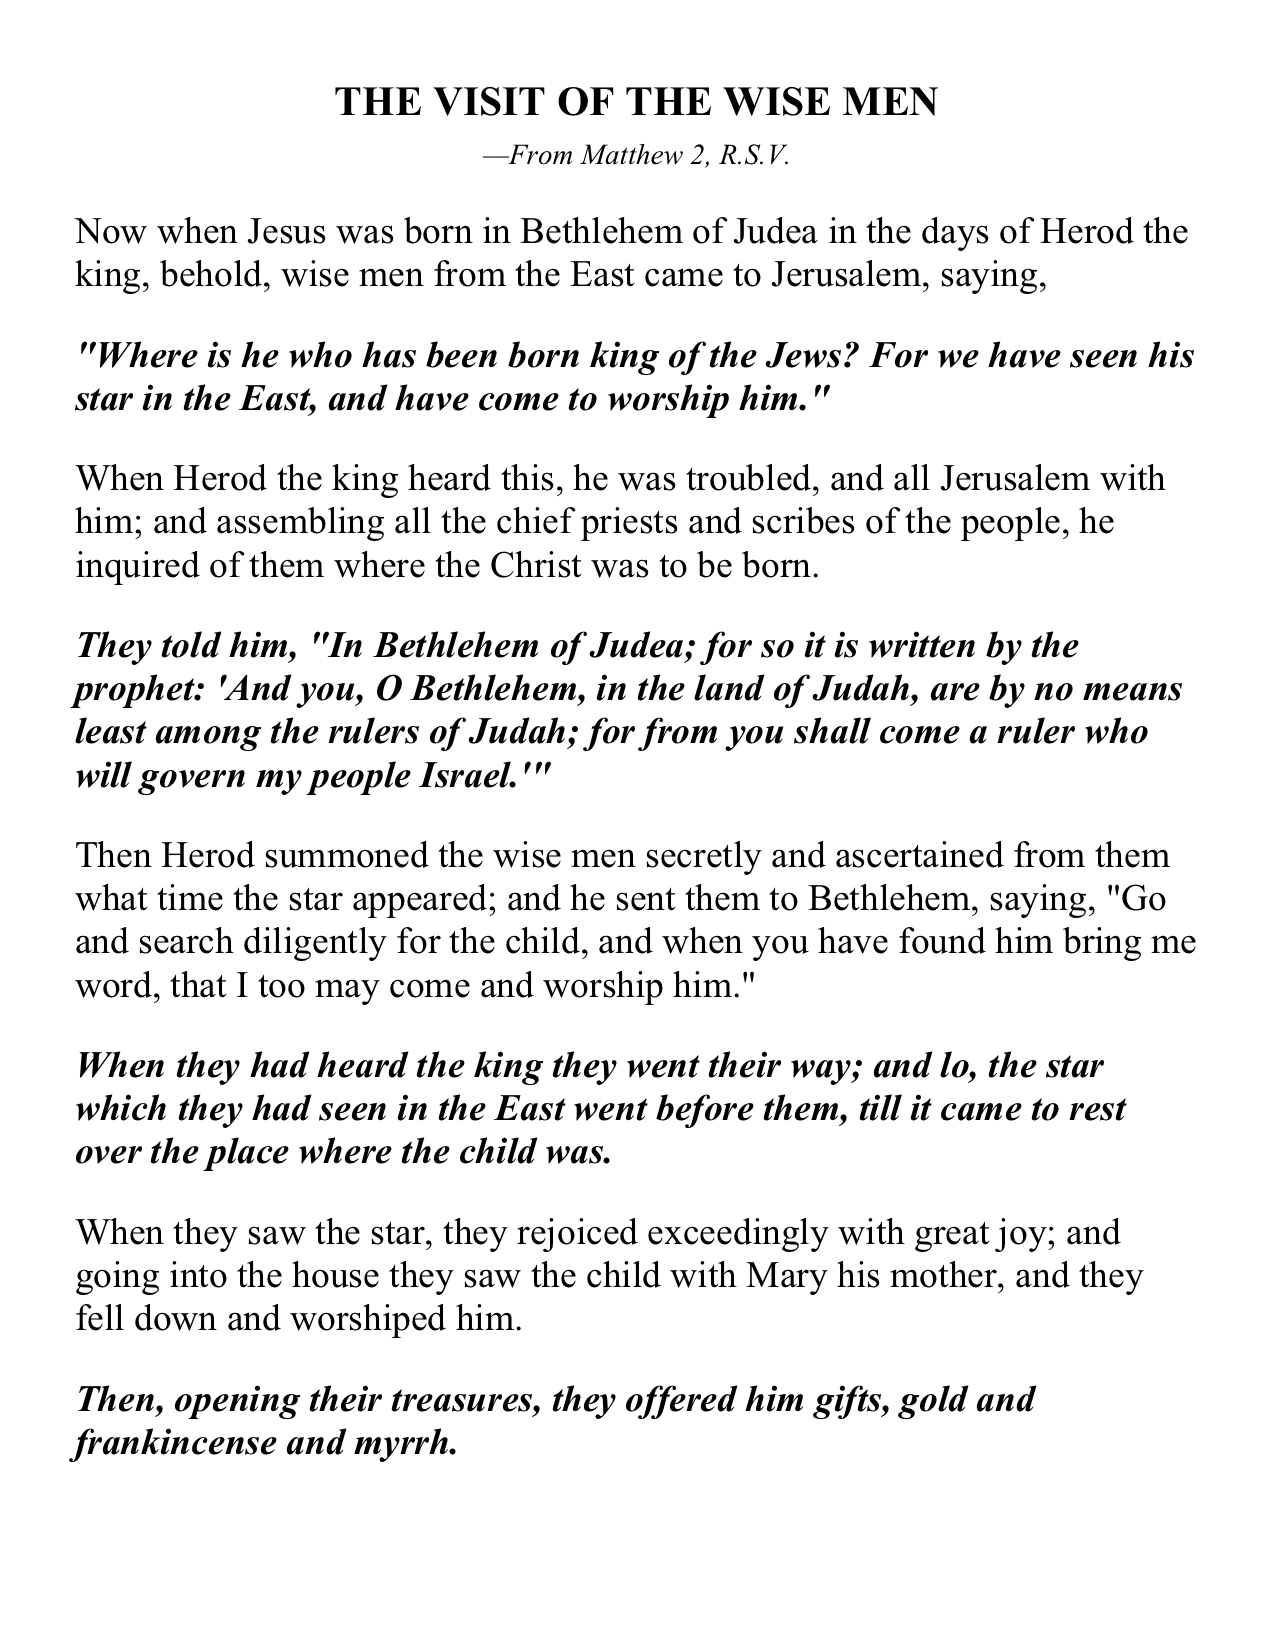 THE VISIT OF THE WISE MEN
—From Matthew 2, R.S.V.
Now when Jesus was born in Bethlehem of Judea in the days of Herod the
king, behold, wise men from the East came to Jerusalem, saying,
"Where is he who has been born king of the Jews? For we have seen his
star in the East, and have come to worship him."
When Herod the king heard this, he was troubled, and all Jerusalem with
him; and assembling all the chief priests and scribes of the people, he
inquired of them where the Christ was to be born.
They told him, "In Bethlehem of Judea; for so it is written by the
prophet: 'And you, O Bethlehem, in the land of Judah, are by no means
least among the rulers of Judah; for from you shall come a ruler who
will govern my people Israel.'"
Then Herod summoned the wise men secretly and ascertained from them
what time the star appeared; and he sent them to Bethlehem, saying, "Go
and search diligently for the child, and when you have found him bring me
word, that I too may come and worship him."
When they had heard the king they went their way; and lo, the star
which they had seen in the East went before them, till it came to rest
over the place where the child was.
When they saw the star, they rejoiced exceedingly with great joy; and
going into the house they saw the child with Mary his mother, and they
fell down and worshiped him.
Then, opening their treasures, they offered him gifts, gold and
frankincense and myrrh.